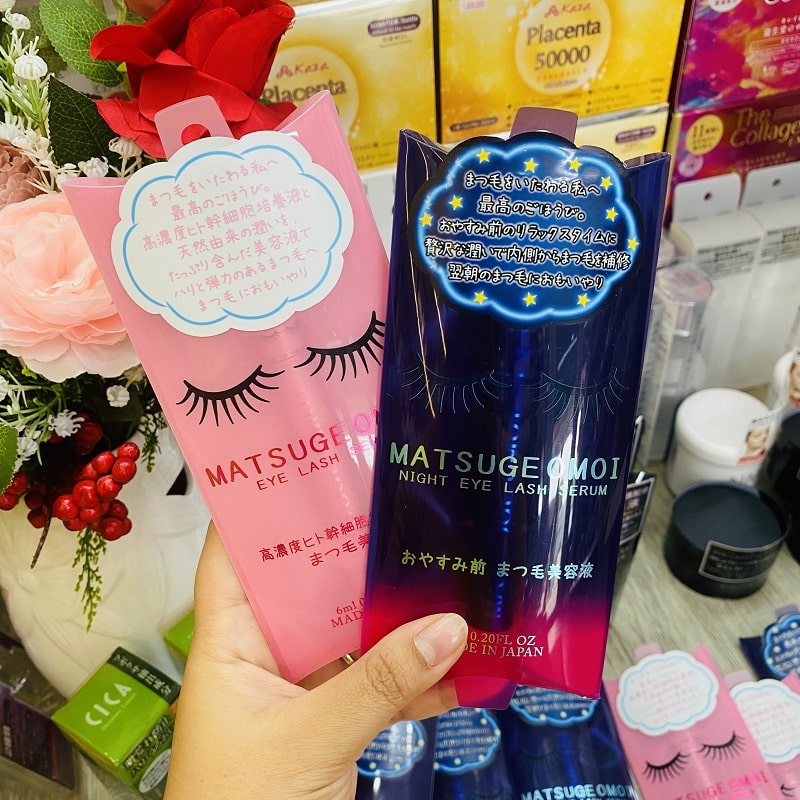 Kaza
Placenta
Kaza
Placenta
50000
The
Collagen
まつ毛をいたわる私へ
最高のごほうび。
高濃度ヒト幹細胞培養液と
天然由来の潤いを、
たっぷり含んだ美容液で
ハリと弾力のあるまつ毛へ
まつ毛におもいやり
MATSUGE OMO
EYE LASH
高濃度ヒト幹細胞
まつ毛美
6ml
MAD
まつ毛をいたわる私へ
最高のごほうび。
おやすみ前のリラックスタイムに
贅沢な潤いで内側からまつ毛を補修
翌朝のまつ毛におもいやり
MATSUGE OMOI
NIGHT EYE LASH SERUM
おやすみ前 まつ毛美容液
0.20FL OZ
DE IN JAPAN
CICA
MATSUGE OMOI
MATSUGE OMOI